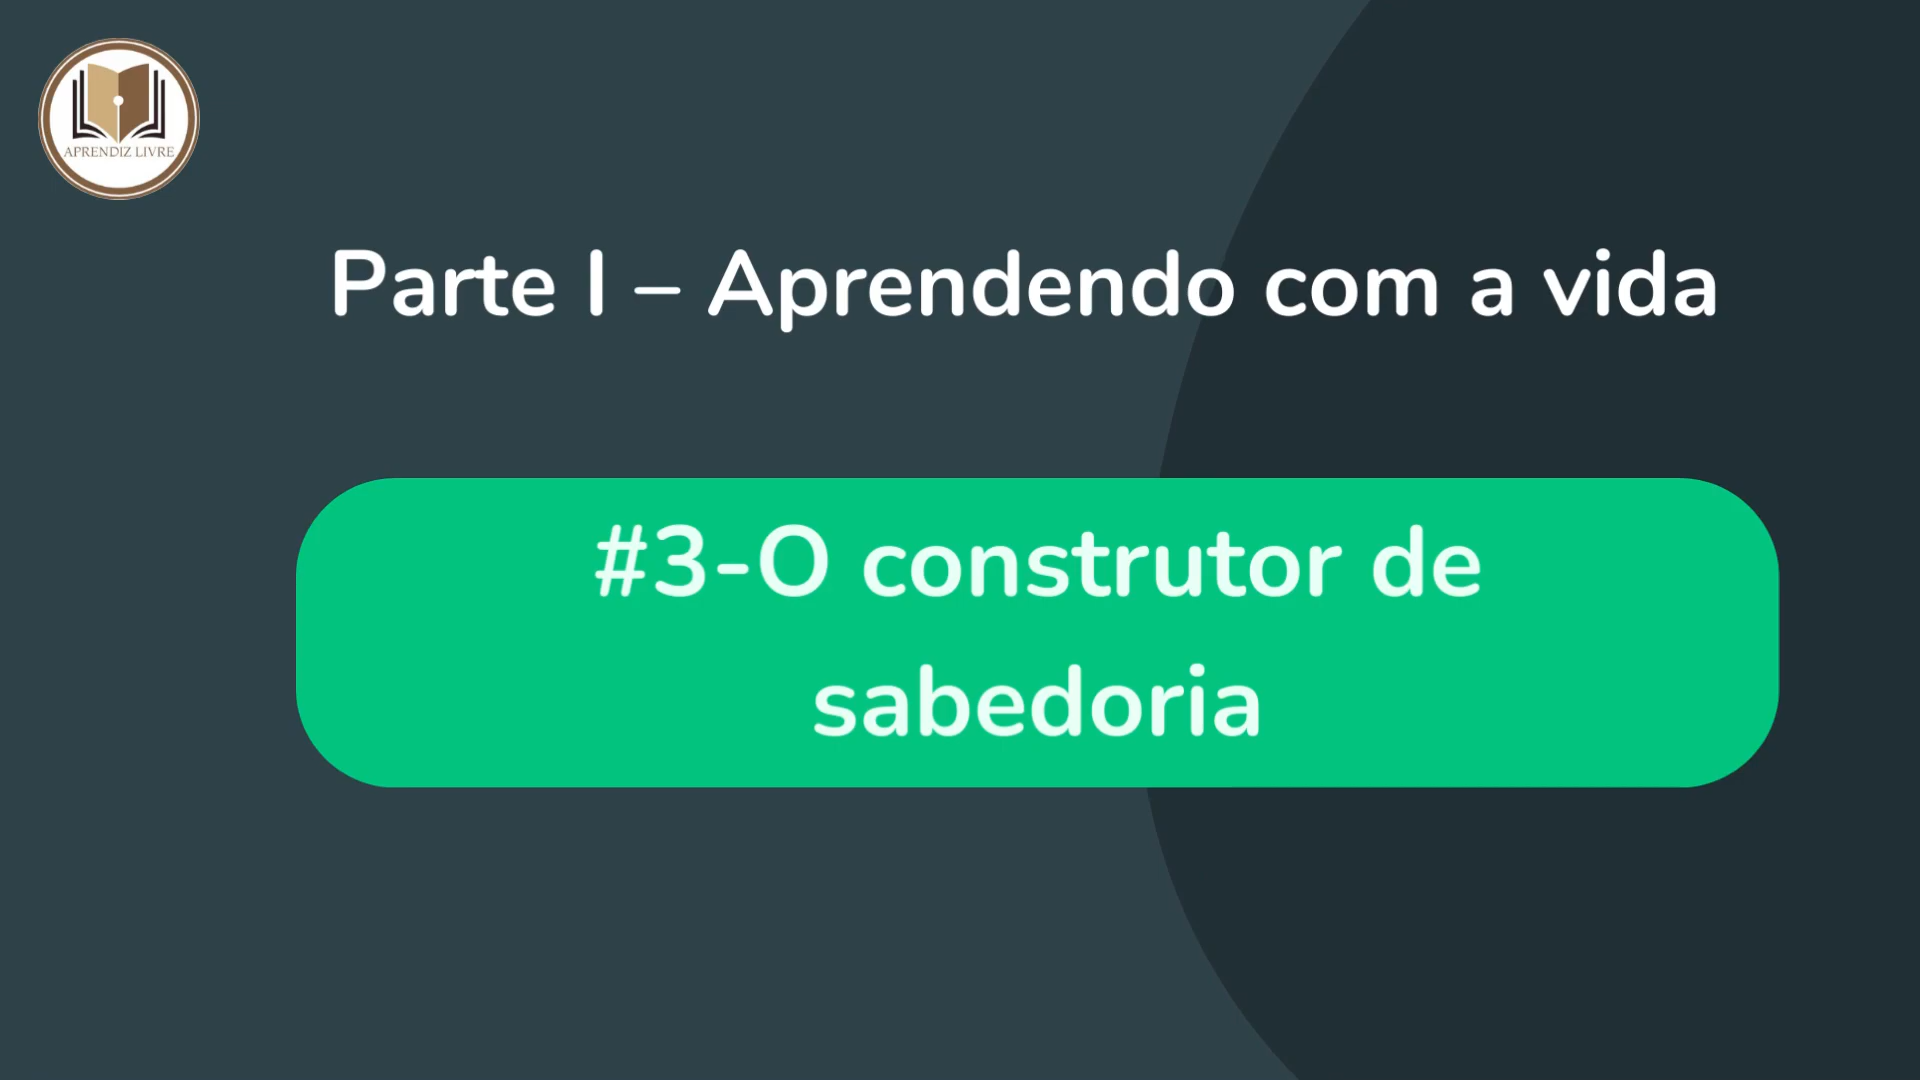 APRENDIZ LIVRE
Parte I – Aprendendo com a vida
#3-O construtor de
sabedoria